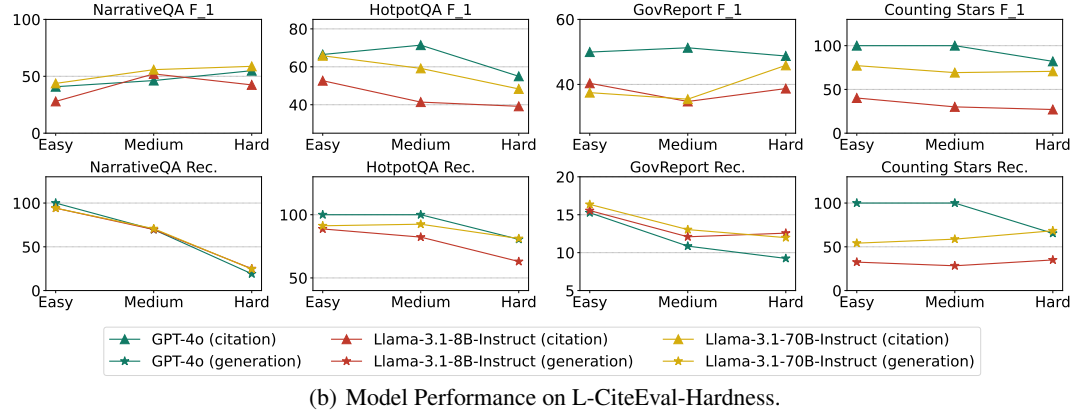 NarrativeQA F_1 HotpotQA F_1 GovReport F_1 Counting Stars F_1
100 80 60 100
50 60 40 50
0 40 0
Easy Medium Hard Easy Medium Hard Easy Medium Hard Easy Medium Hard
NarrativeQA Rec. HotpotQA Rec. GovReport Rec. Counting Stars Rec.
100 100 20 100
50 50 15 50
0 10 0
5
Easy Medium Hard Easy Medium Hard Easy Medium Hard Easy Medium Hard
GPT-4o (citation) Llama-3.1-8B-Instruct (citation) Llama-3.1-70B-Instruct (citation)
GPT-4o (generation) Llama-3.1-8B-Instruct (generation) Llama-3.1-70B-Instruct (generation)
(b) Model Performance on L-CiteEval-Hardness.